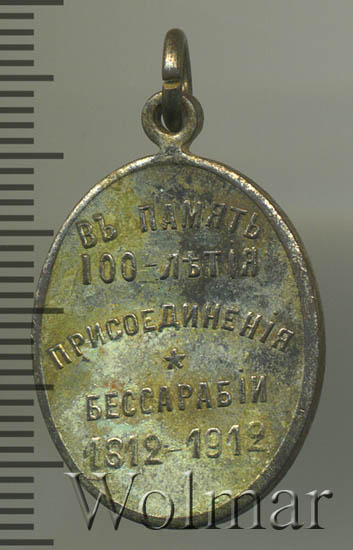 ВЪ ПАМЯТЬ
100-ЛѢТІЯ
ПРИСОЕДИНЕНІЯ
★
БЕССАРАБІИ
1812-1912
Wolmar